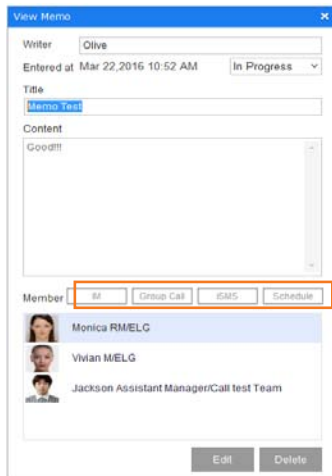 View Memo
Writer Olive
Entered at Mar 22,2016 10:52 AM In Progress
Title
Memo Test
Content
Good!!!
Member IM Group Call iSMS Schedule
Monica RM/ELG
Vivian M/ELG
Jackson Assistant Manager/Call test Team
Edit Delete